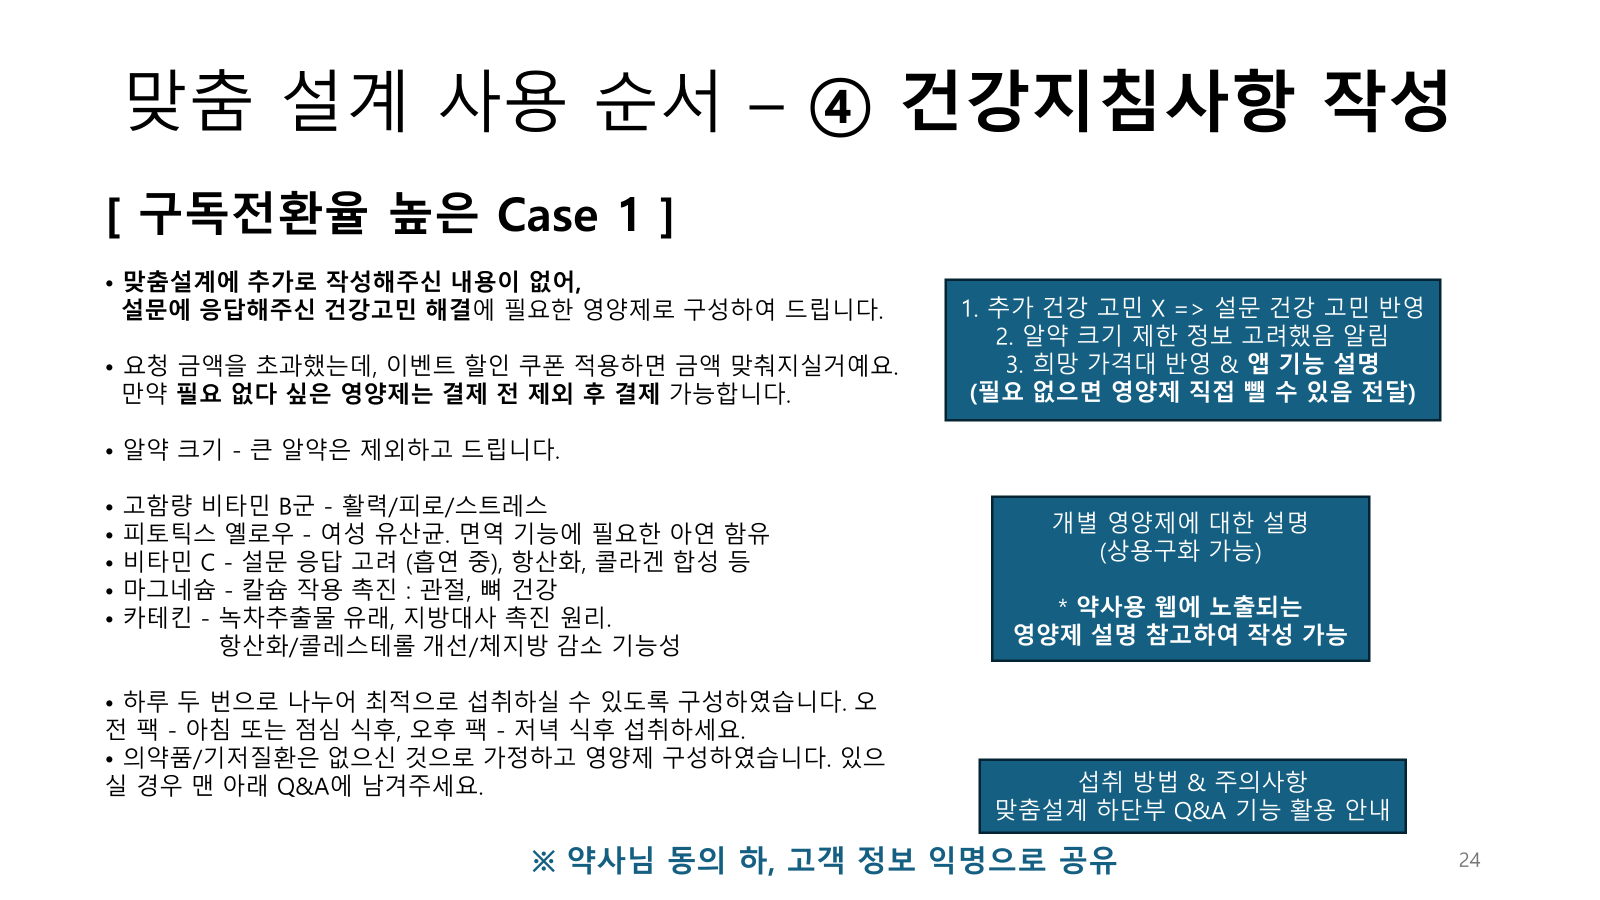 맞춤 설계 사용 순서 – ④ 건강지침사항 작성
[ 구독전환율 높은 Case 1 ]
• 맞춤설계에 추가로 작성해주신 내용이 없어,
설문에 응답해주신 건강고민 해결에 필요한 영양제로 구성하여 드립니다.
• 요청 금액을 초과했는데, 이벤트 할인 쿠폰 적용하면 금액 맞춰지실거예요.
만약 필요 없다 싶은 영양제는 결제 전 제외 후 결제 가능합니다.
• 알약 크기 - 큰 알약은 제외하고 드립니다.
• 고함량 비타민 B군 - 활력/피로/스트레스
• 피토틱스 옐로우 - 여성 유산균. 면역 기능에 필요한 아연 함유
• 비타민 C - 설문 응답 고려 (흡연 중), 항산화, 콜라겐 합성 등
• 마그네슘 - 칼슘 작용 촉진 : 관절, 뼈 건강
• 카테킨 - 녹차추출물 유래, 지방대사 촉진 원리.
항산화/콜레스테롤 개선/체지방 감소 기능성
• 하루 두 번으로 나누어 최적으로 섭취하실 수 있도록 구성하였습니다. 오
전 팩 - 아침 또는 점심 식후, 오후 팩 - 저녁 식후 섭취하세요.
• 의약품/기저질환은 없으신 것으로 가정하고 영양제 구성하였습니다. 있으
실 경우 맨 아래 Q&A에 남겨주세요.
1. 추가 건강 고민 X => 설문 건강 고민 반영
2. 알약 크기 제한 정보 고려했음 알림
3. 희망 가격대 반영 & 앱 기능 설명
(필요 없으면 영양제 직접 뺄 수 있음 전달)
개별 영양제에 대한 설명
(상용구화 가능)
* 약사용 웹에 노출되는
영양제 설명 참고하여 작성 가능
섭취 방법 & 주의사항
맞춤설계 하단부 Q&A 기능 활용 안내
※ 약사님 동의 하, 고객 정보 익명으로 공유
24